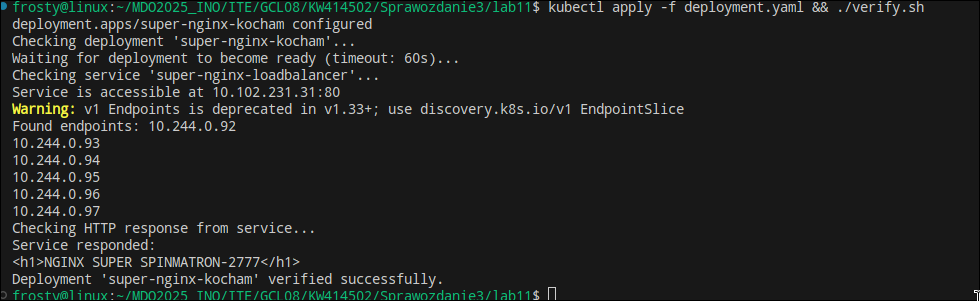 frosty@linux:~/MDO2025_INO/ITE/GCL08/KW414502/Sprawozdanie3/lab11$ kubectl apply -f deployment.yaml && ./verify.sh
deployment.apps/super-nginx-kocham configured
Checking deployment 'super-nginx-kocham'...
Waiting for deployment to become ready (timeout: 60s)...
Checking service 'super-nginx-loadbalancer'...
Service is accessible at 10.102.231.31:80
Warning: v1 Endpoints is deprecated in v1.33+; use discovery.k8s.io/v1 EndpointSlice
Found endpoints: 10.244.0.92
10.244.0.93
10.244.0.94
10.244.0.95
10.244.0.96
10.244.0.97
Checking HTTP response from service...
Service responded:
<h1>NGINX SUPER SPINMATRON-2777</h1>
Deployment 'super-nginx-kocham' verified successfully.
frosty@linux:~/MDO2025_INO/ITE/GCL08/KW414502/Sprawozdanie3/lab11$